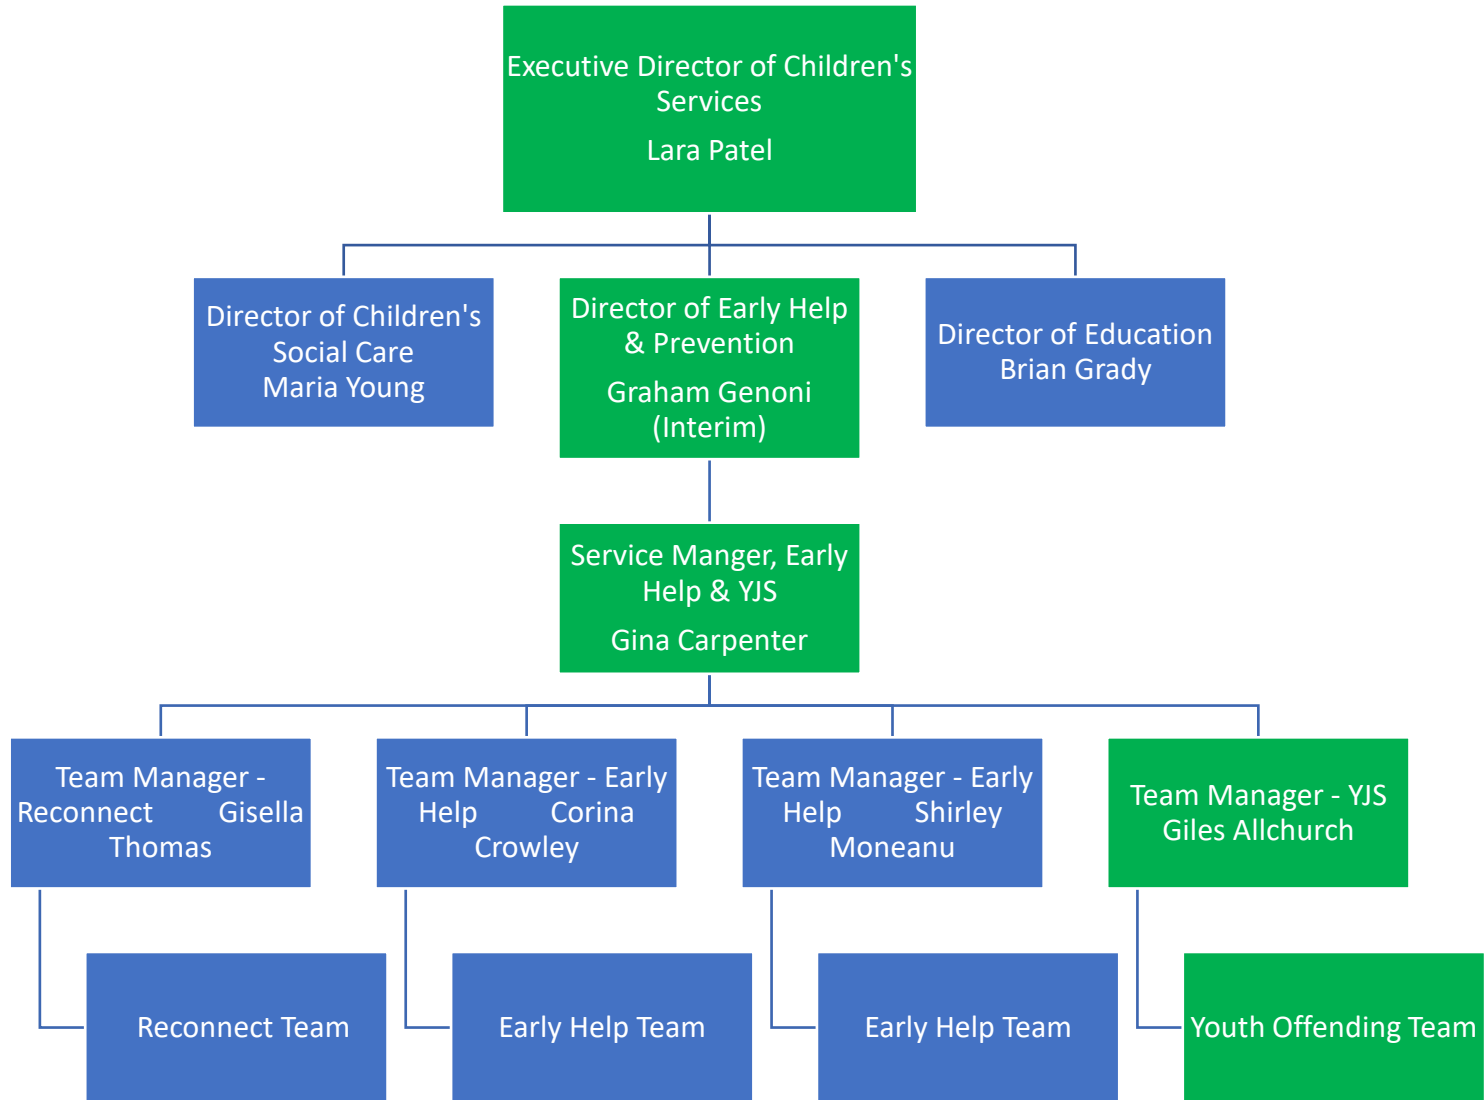 Executive Director of Children's
Services
Lara Patel
Director of Children's
Social Care
Maria Young
Director of Early Help
& Prevention
Graham Genoni
(Interim)
Director of Education
Brian Grady
Service Manger, Early
Help & YJS
Gina Carpenter
Team Manager -
Reconnect Gisella
Thomas
Team Manager - Early
Help Corina
Crowley
Team Manager - Early
Help Shirley
Moneanu
Team Manager - YJS
Giles Allchurch
Reconnect Team
Early Help Team
Early Help Team
Youth Offending Team